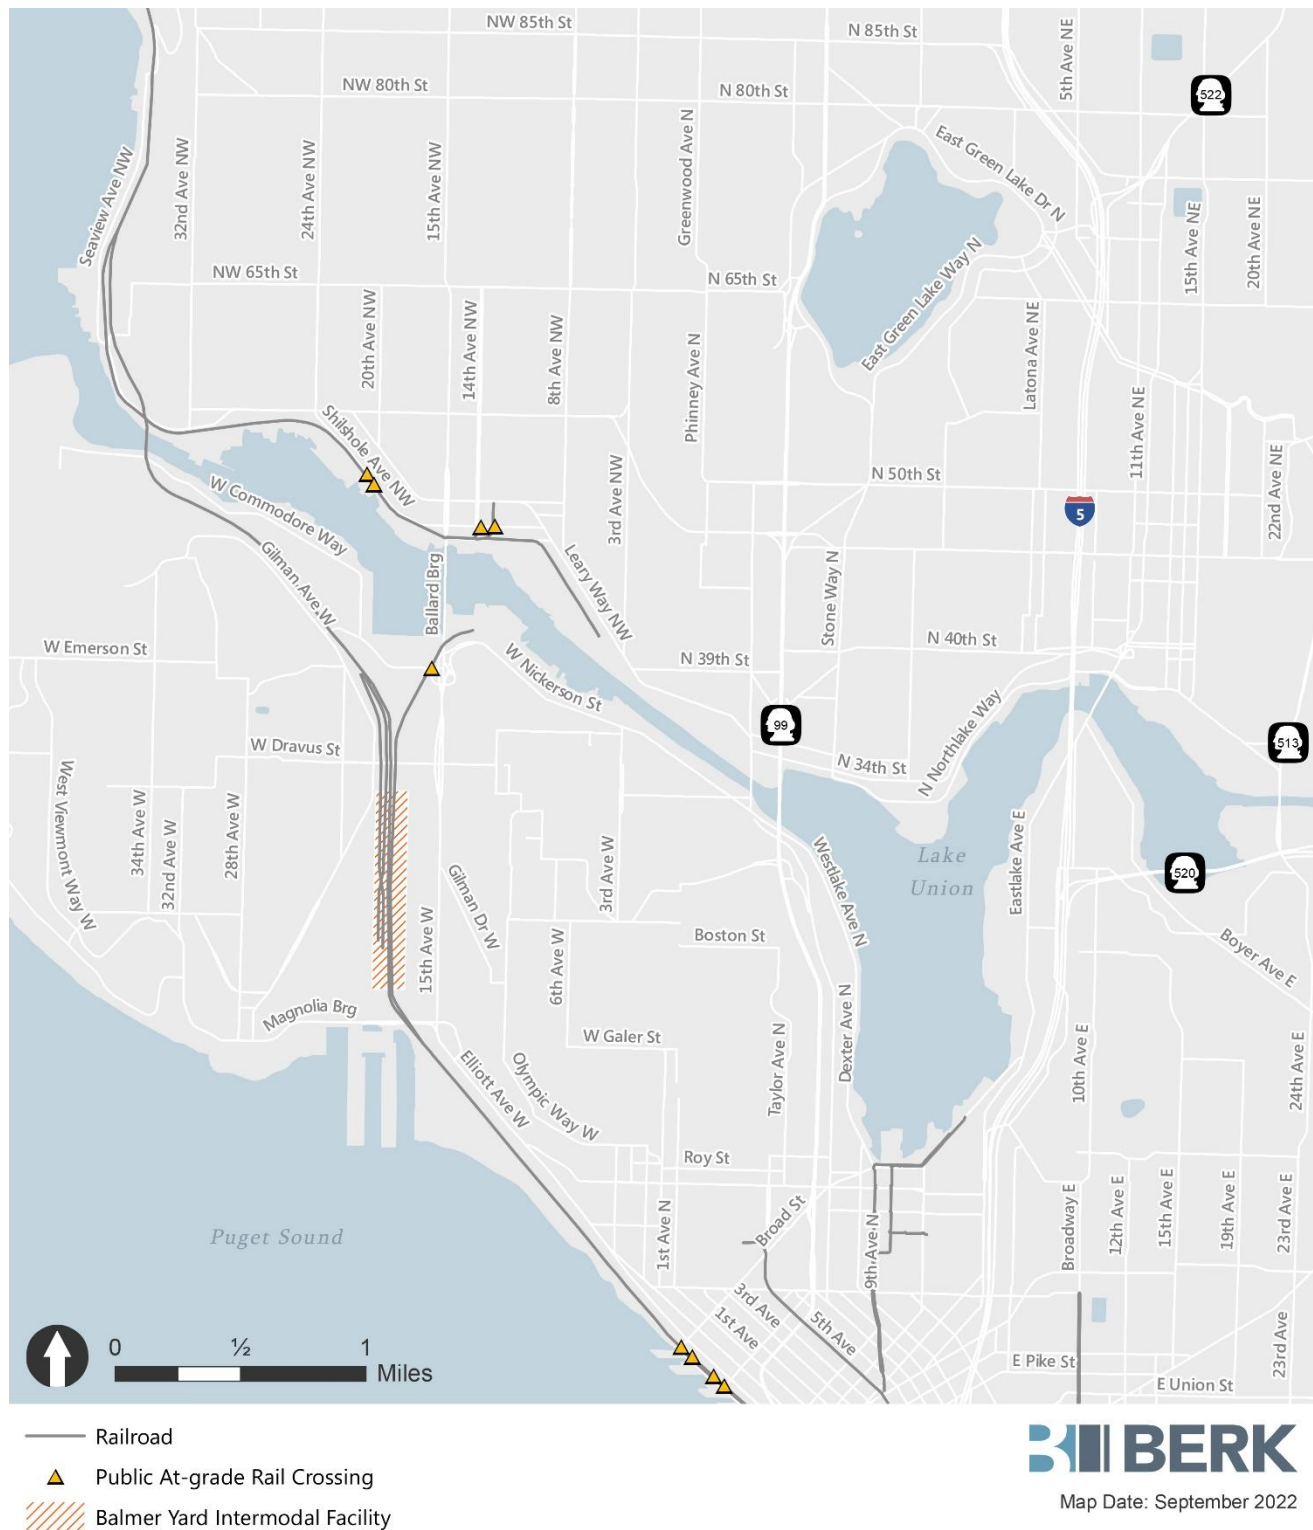 NW 85th St
N 85th St
5th Ave NE
NW 80th St
N 80th St
522
East Green Lake Dr N
Seaview Ave NW
32nd Ave NW
24th Ave NW
15th Ave NW
Greenwood Ave N
15th Ave NE
20th Ave NE
NW 65th St
N 65th St
East Green Lake Way N
20th Ave NW
14th Ave NW
8th Ave NW
Phinney Ave N
Latona Ave NE
11th Ave NE
Shilshole Ave NW
3rd Ave NW
N 50th St
22nd Ave NE
W Commodore Way
5
Gilman Ave W
Ballard Brg
Leary Way NW
Stone Way N
W Emerson St
W Nickerson St
N 39th St
N 40th St
99
N Northlake Way
513
W Dravus St
N 34th St
West Viewmont Way W
34th Ave W
32nd Ave W
28th Ave W
3rd Ave W
Westlake Ave N
Lake
Union
Eastlake Ave E
520
Gilman Dr W
15th Ave W
6th Ave W
Boston St
Boyer Ave E
Magnolia Brg
W Galer St
Taylor Ave N
Dexter Ave N
10th Ave E
24th Ave E
Elliott Ave W
Olympic Way W
Roy St
1st Ave N
Broad St
9th Ave N
Broadway E
12th Ave E
15th Ave E
19th Ave E
23rd Ave E
Puget Sound
3rd Ave
1st Ave
5th Ave
E Pike St
E Union St
23rd Ave
0 ½ 1
Miles
Railroad
Public At-grade Rail Crossing
Balmer Yard Intermodal Facility
BERK
Map Date: September 2022